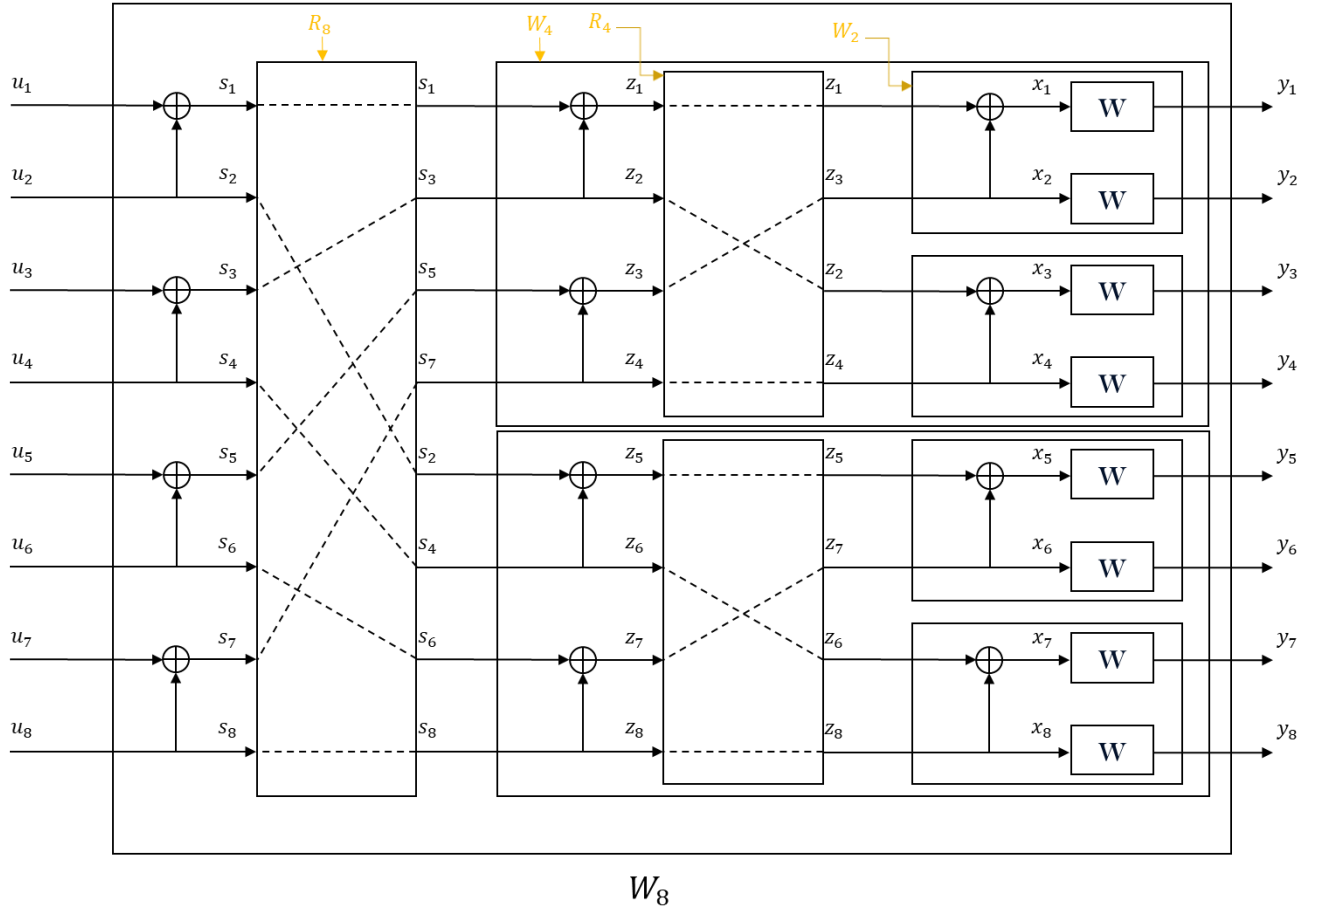 R₈ W₄ R₄ W₂
u₁ s₁ s₁ z₁ z₁ x₁ W y₁
u₂ s₂ s₃ z₂ z₃ x₂ W y₂
u₃ s₃ s₅ z₃ z₂ x₃ W y₃
u₄ s₄ s₇ z₄ z₄ x₄ W y₄
u₅ s₅ s₂ z₅ z₅ x₅ W y₅
u₆ s₆ s₄ z₆ z₇ x₆ W y₆
u₇ s₇ s₆ z₇ z₆ x₇ W y₇
u₈ s₈ s₈ z₈ z₈ x₈ W y₈
W₈